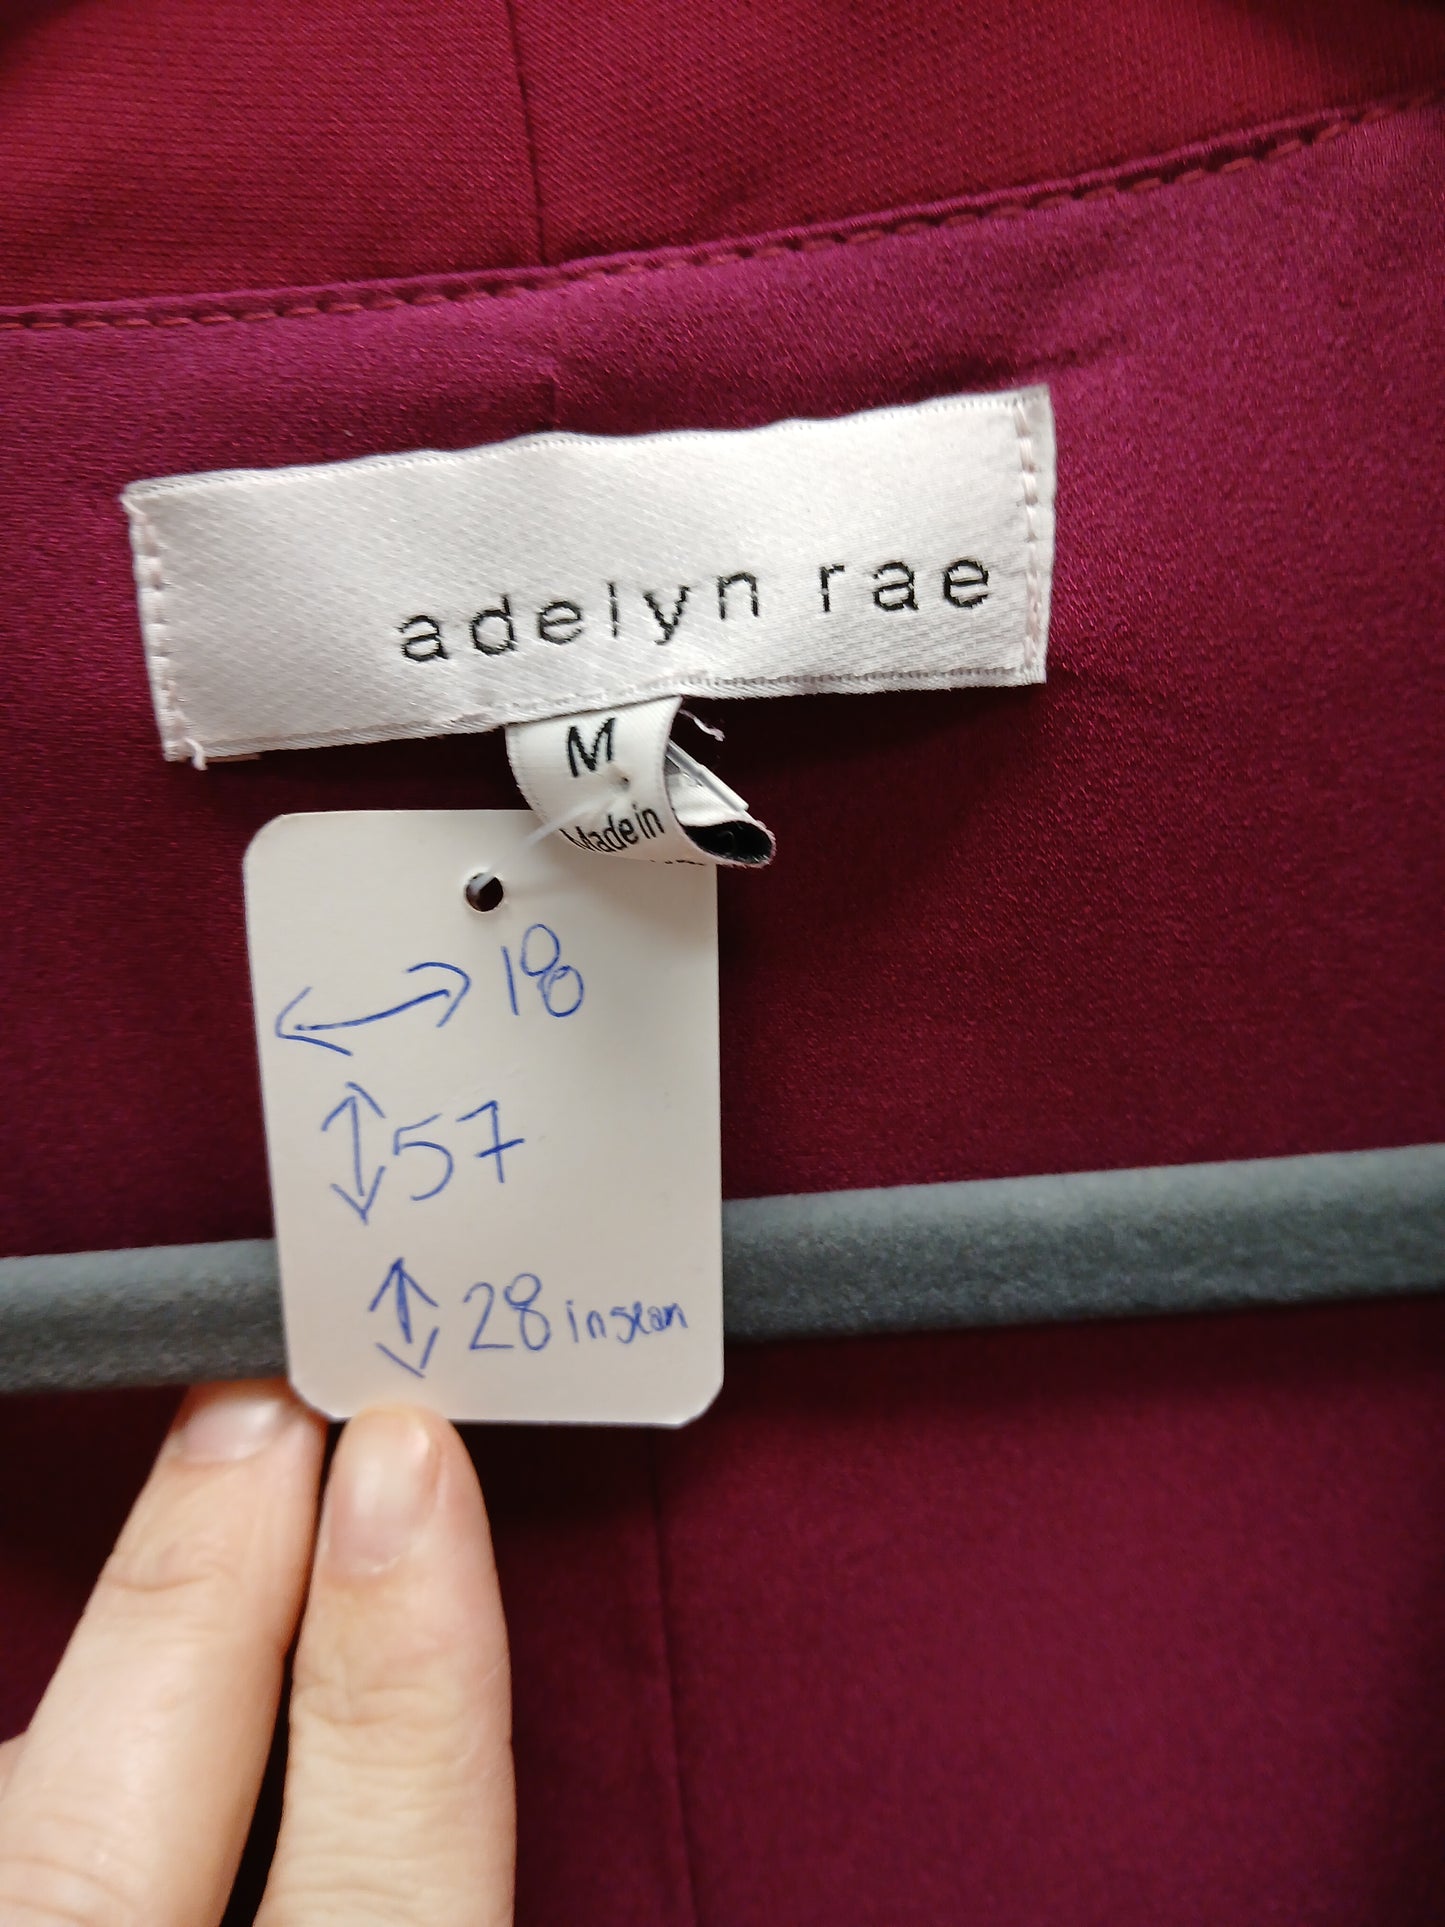 adelyn rae
M
Made in
18
57
28 inseam